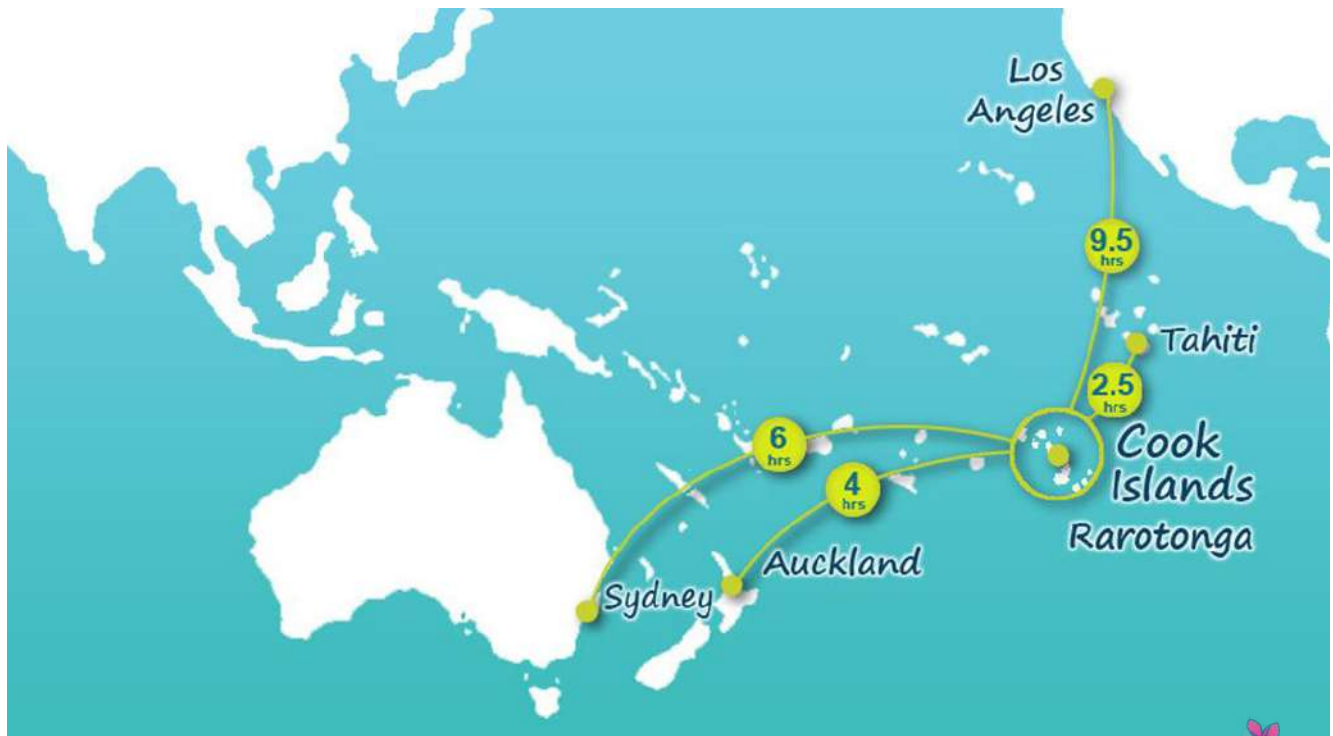 Los
Angeles
9.5
hrs
Tahiti
2.5
hrs
6
hrs
Cook
Islands
Rarotonga
4
hrs
Auckland
Sydney